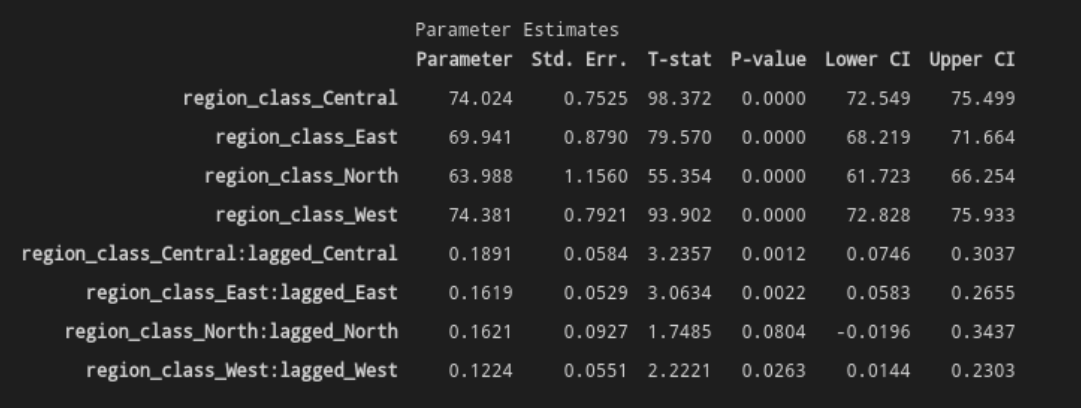 Parameter Estimates
Parameter Std. Err. T-stat P-value Lower CI Upper CI
region_class_Central 74.024 0.7525 98.372 0.0000 72.549 75.499
region_class_East 69.941 0.8790 79.570 0.0000 68.219 71.664
region_class_North 63.988 1.1560 55.354 0.0000 61.723 66.254
region_class_West 74.381 0.7921 93.902 0.0000 72.828 75.933
region_class_Central:lagged_Central 0.1891 0.0584 3.2357 0.0012 0.0746 0.3037
region_class_East:lagged_East 0.1619 0.0529 3.0634 0.0022 0.0583 0.2655
region_class_North:lagged_North 0.1621 0.0927 1.7485 0.0804 -0.0196 0.3437
region_class_West:lagged_West 0.1224 0.0551 2.2221 0.0263 0.0144 0.2303